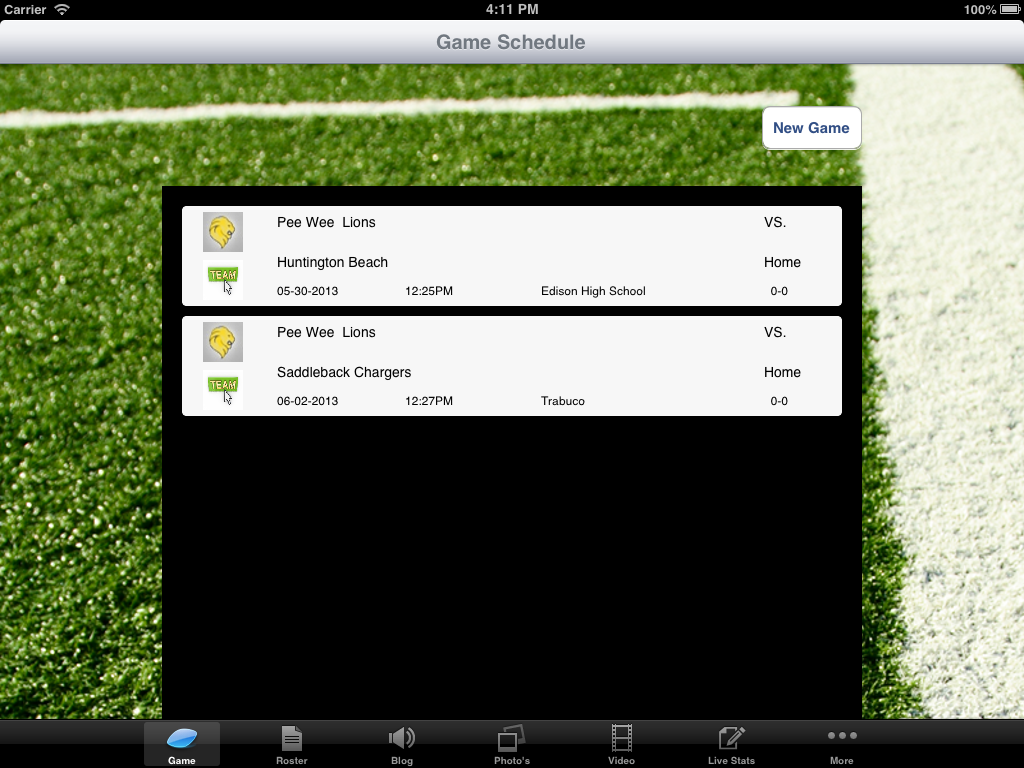 Carrier 4:11 PM 100%
Game Schedule
New Game
Pee Wee  Lions VS.
Huntington Beach Home
TEAM
05-30-2013 12:25PM Edison High School 0-0
Pee Wee  Lions VS.
Saddleback Chargers Home
TEAM
06-02-2013 12:27PM Trabuco 0-0
Game Roster Blog Photo's Video Live Stats More